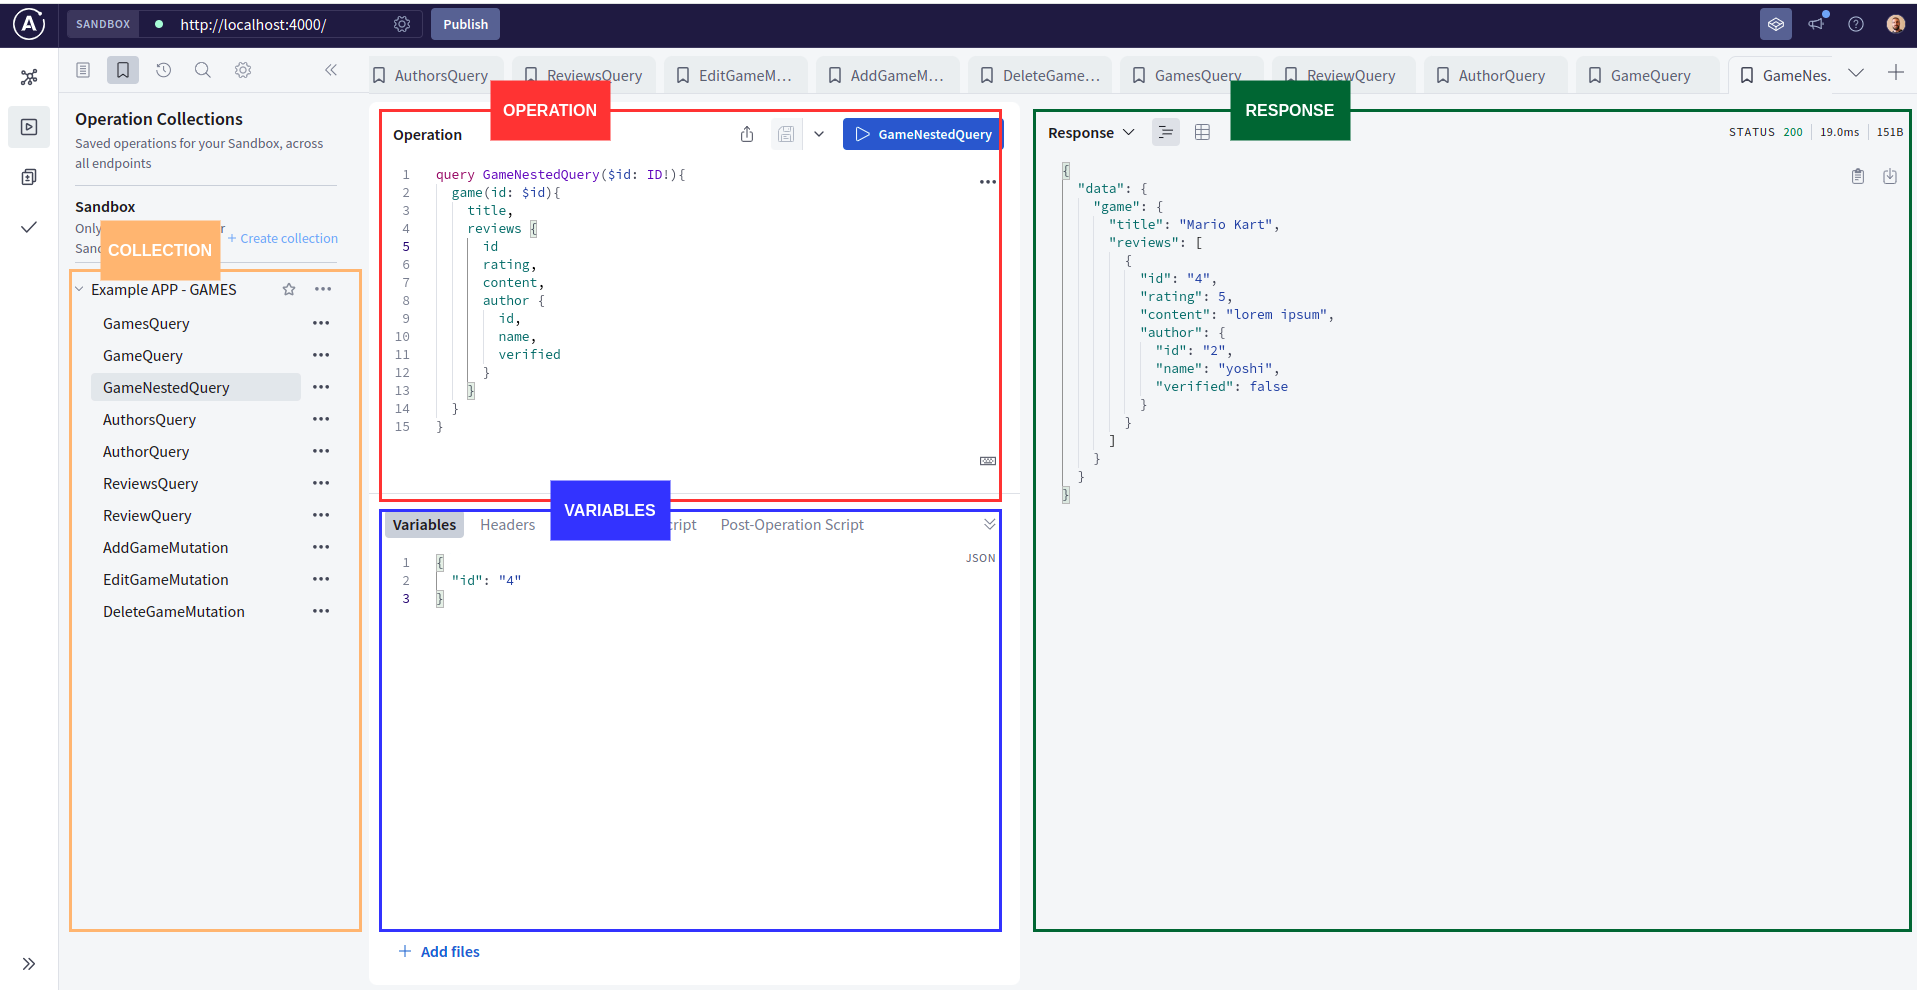 A
SANDBOX
http://localhost:4000/
Publish
AuthorsQuery
ReviewsQuery
EditGameM...
AddGameM...
DeleteGame...
GamesQuery
ReviewQuery
AuthorQuery
GameQuery
GameNes.
Operation Collections
Saved operations for your Sandbox, across
all endpoints
Sandbox
Only
r
Sand
+ Create collection
COLLECTION
Example APP - GAMES
GamesQuery
GameQuery
GameNestedQuery
AuthorsQuery
AuthorQuery
ReviewsQuery
ReviewQuery
AddGameMutation
EditGameMutation
DeleteGameMutation
OPERATION
Operation
GameNestedQuery
1 query GameNestedQuery($id: ID!){
2 game(id: $id){
3 title,
4 reviews {
5 id
6 rating,
7 content,
8 author {
9 id,
10 name,
11 verified
12 }
13 }
14 }
15 }
VARIABLES
Variables
Headers
ript
Post-Operation Script
JSON
1 {
2 "id": "4"
3 }
+ Add files
RESPONSE
Response
STATUS 200
19.0ms
151B
{
"data": {
"game": {
"title": "Mario Kart",
"reviews": [
{
"id": "4",
"rating": 5,
"content": "lorem ipsum",
"author": {
"id": "2",
"name": "yoshi",
"verified": false
}
}
]
}
}
}